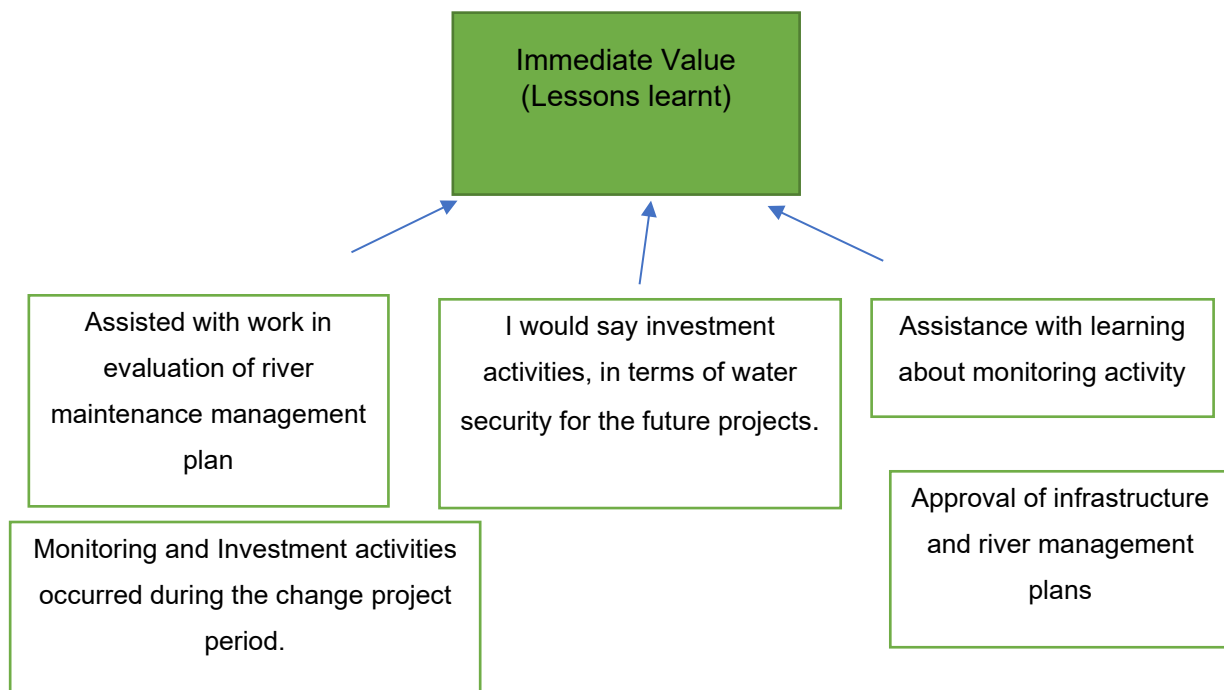 Immediate Value
(Lessons learnt)
Assisted with work in
evaluation of river
maintenance management
plan
I would say investment
activities, in terms of water
security for the future projects.
Assistance with learning
about monitoring activity
Monitoring and Investment activities
occurred during the change project
period.
Approval of infrastructure
and river management
plans